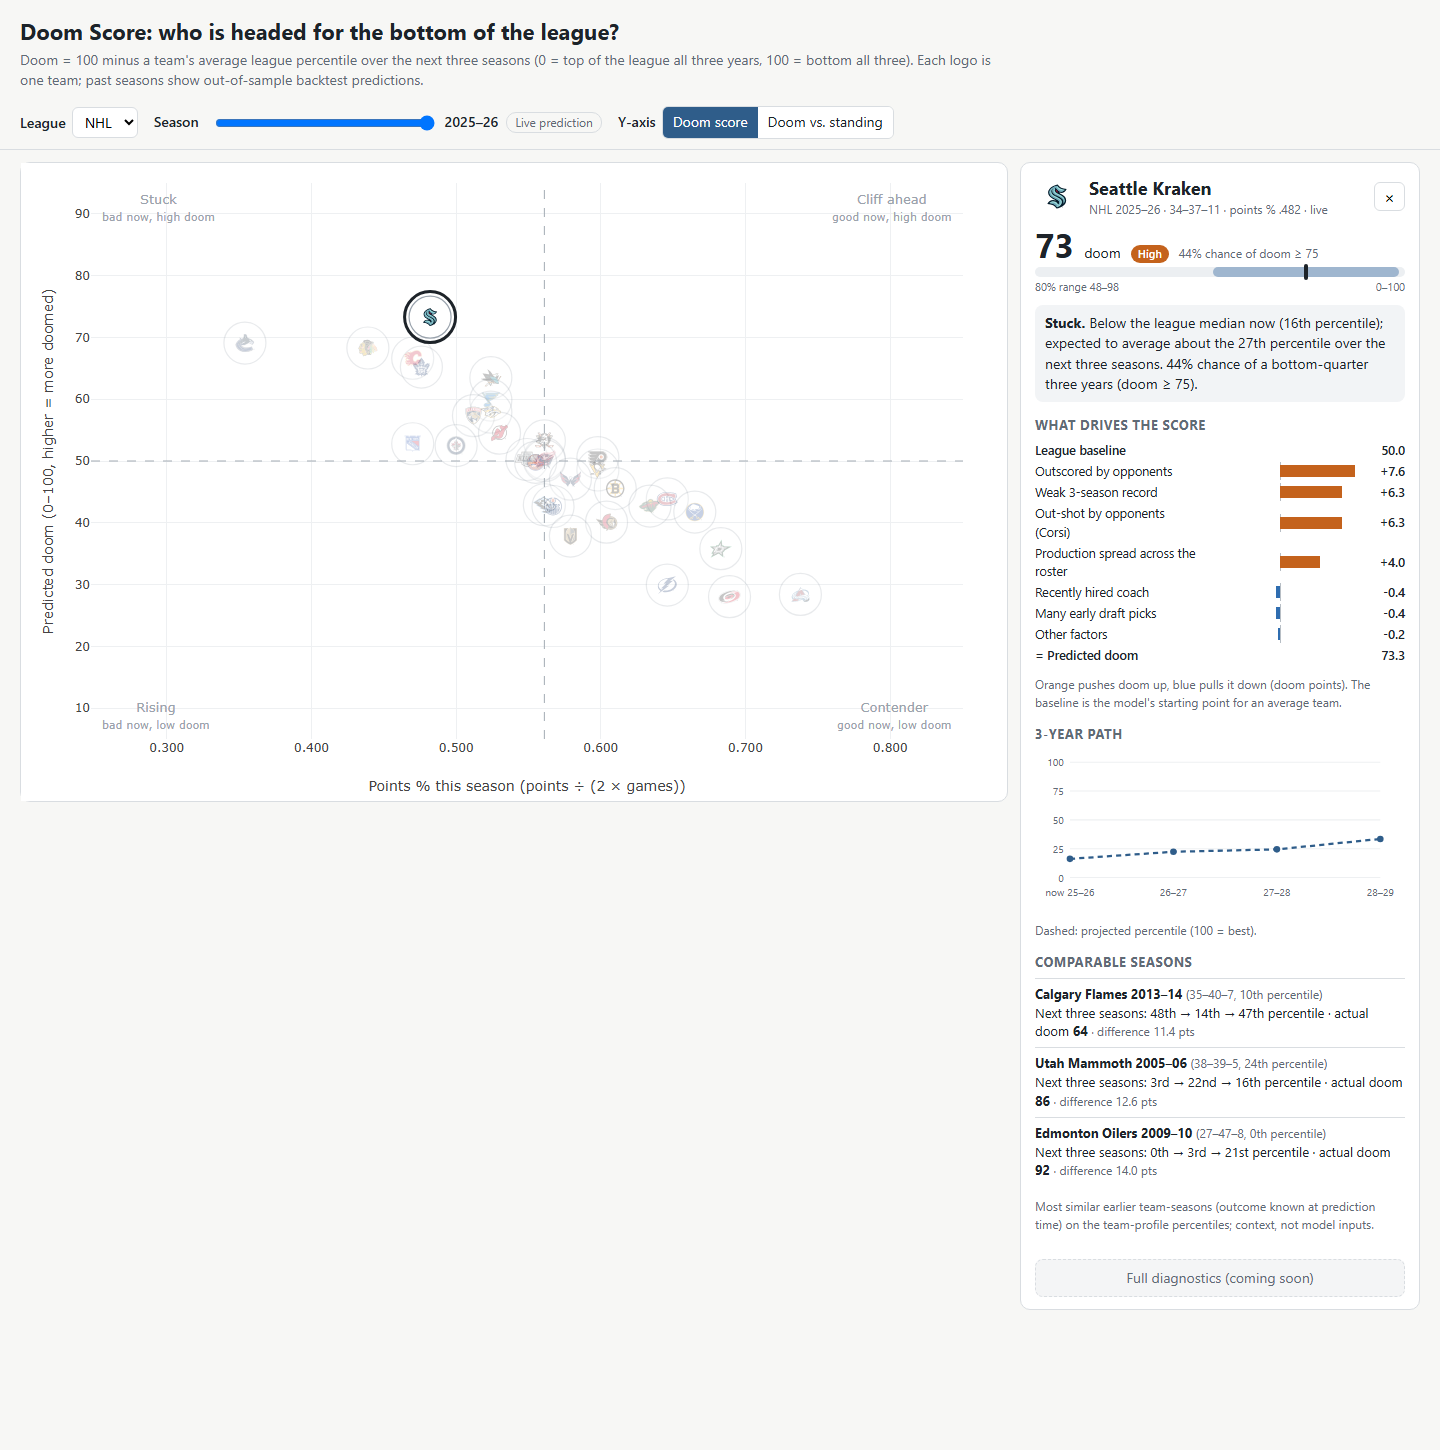 Doom Score: who is headed for the bottom of the league?
Doom = 100 minus a team's average league percentile over the next three seasons (0 = top of the league all three years, 100 = bottom all three). Each logo is
one team; past seasons show out-of-sample backtest predictions.
League NHL Season 2025–26 Live prediction Y-axis Doom score Doom vs. standing
Stuck
bad now, high doom
Cliff ahead
good now, high doom
Predicted doom (0–100, higher = more doomed)
90
80
70
60
50
40
30
20
10
Rising
bad now, low doom
Contender
good now, low doom
0.300 0.400 0.500 0.600 0.700 0.800
Points % this season (points ÷ (2 × games))
Seattle Kraken
NHL 2025–26 · 34–37–11 · points % .482 · live
×
73 doom High 44% chance of doom ≥ 75
80% range 48–98 0–100
Stuck. Below the league median now (16th percentile);
expected to average about the 27th percentile over the
next three seasons. 44% chance of a bottom-quarter
three years (doom ≥ 75).
WHAT DRIVES THE SCORE
League baseline 50.0
Outscored by opponents +7.6
Weak 3-season record +6.3
Out-shot by opponents
(Corsi) +6.3
Production spread across the
roster +4.0
Recently hired coach -0.4
Many early draft picks -0.4
Other factors -0.2
= Predicted doom 73.3
Orange pushes doom up, blue pulls it down (doom points). The
baseline is the model's starting point for an average team.
3-YEAR PATH
100
75
50
25
0
now 25–26 26–27 27–28 28–29
Dashed: projected percentile (100 = best).
COMPARABLE SEASONS
Calgary Flames 2013–14 (35–40–7, 10th percentile)
Next three seasons: 48th → 14th → 47th percentile · actual
doom 64 · difference 11.4 pts
Utah Mammoth 2005–06 (38–39–5, 24th percentile)
Next three seasons: 3rd → 22nd → 16th percentile · actual doom
86 · difference 12.6 pts
Edmonton Oilers 2009–10 (27–47–8, 0th percentile)
Next three seasons: 0th → 3rd → 21st percentile · actual doom
92 · difference 14.0 pts
Most similar earlier team-seasons (outcome known at prediction
time) on the team-profile percentiles; context, not model inputs.
Full diagnostics (coming soon)